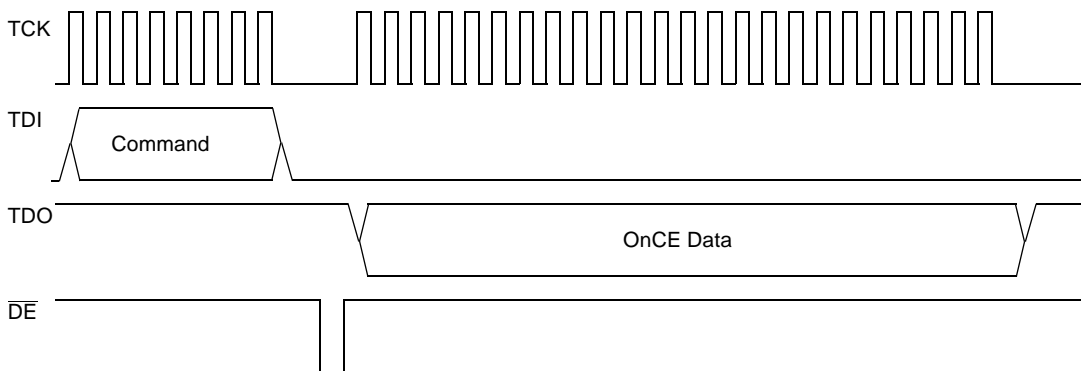 TCK
TDI
Command
TDO
OnCE Data
DE